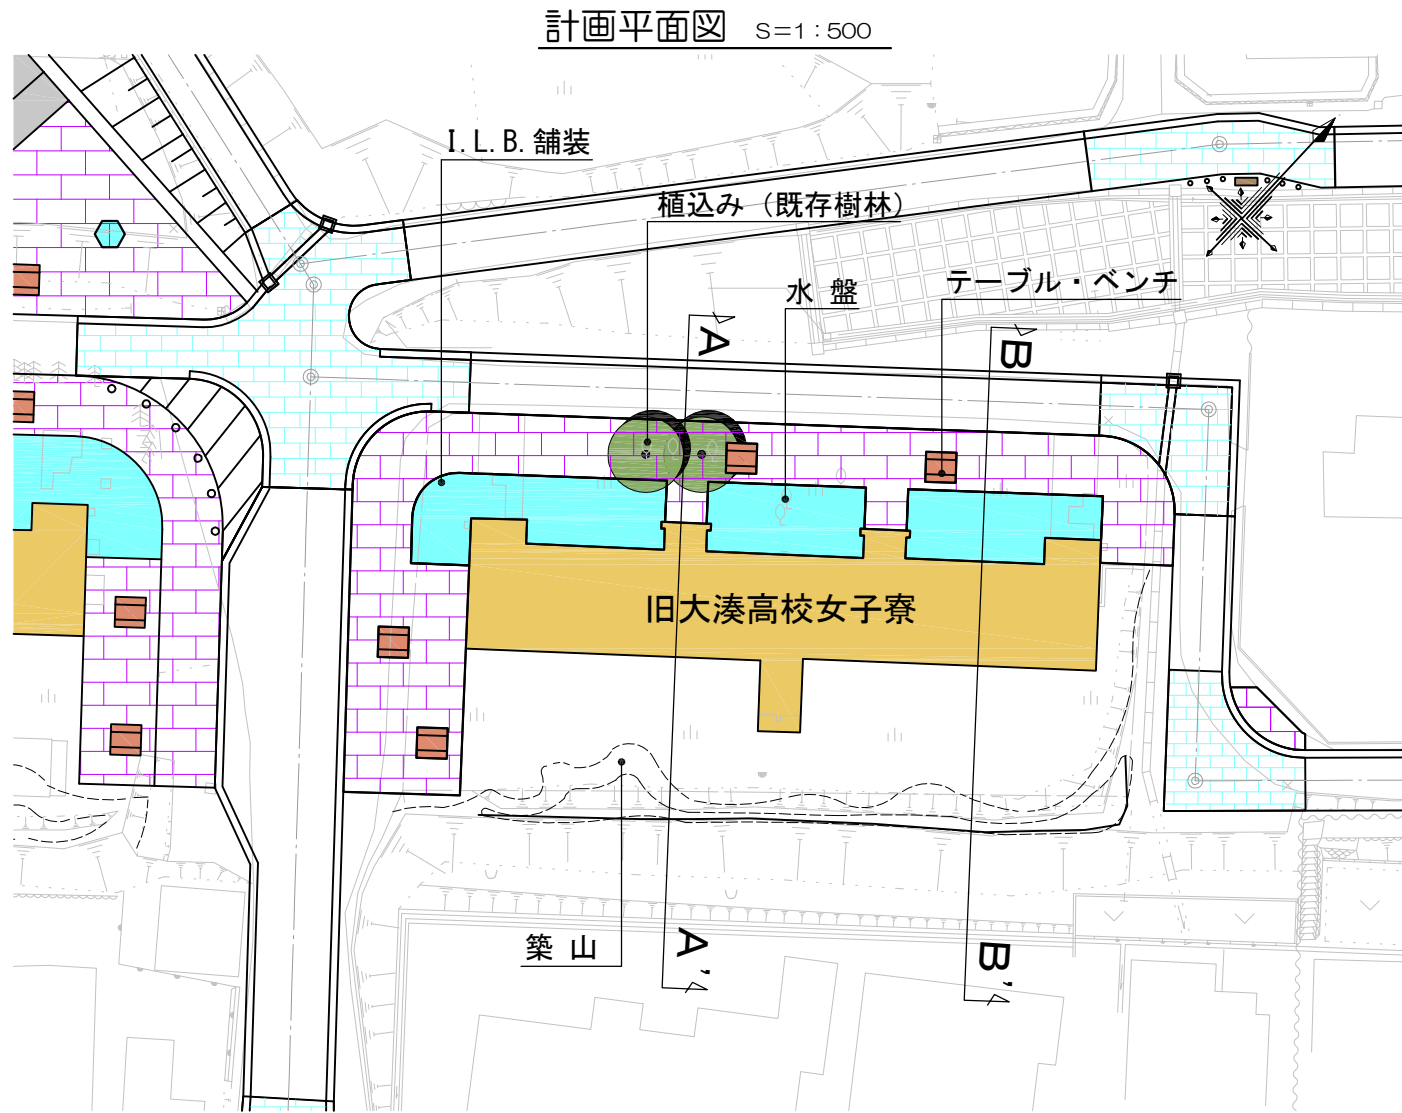 計画平面図 S=1:500
I.L.B.舗装
植込み（既存樹林）
水 盤
テーブル・ベンチ
A
B
旧大湊高校女子寮
築 山
A'
B'